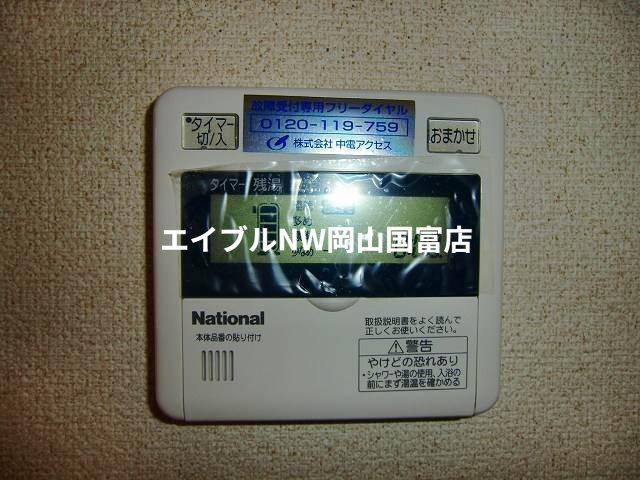 故障受付専用フリーダイヤル
0120-119-759
株式会社 中電アクセス
タイマー
切/入
おまかせ
タイマー 残湯
多め
少なめ
エイブルNW岡山国富店
National
本体品番の貼り付け
取扱説明書をよく読んで
正しくお使いください。
警告
やけどの恐れあり
・シャワーや湯の使用、入浴の
前にまず湯温を確かめる